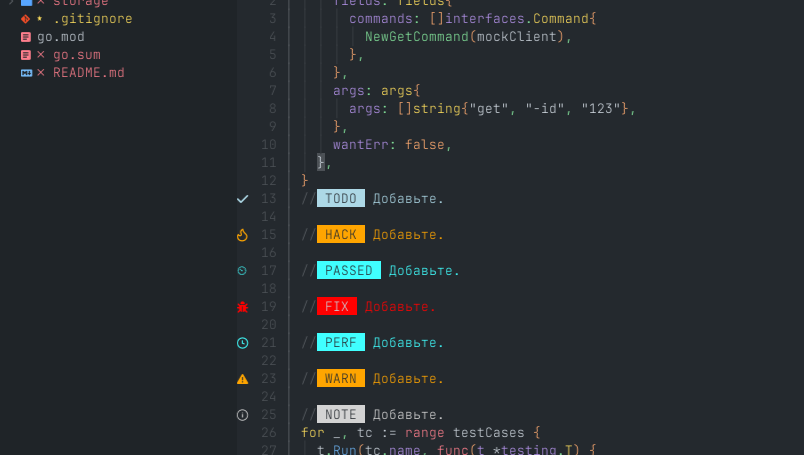 storage
.gitignore
go.mod
go.sum
README.md
2 fields: fields{
3 commands: []interfaces.Command{
4 NewGetCommand(mockClient),
5 },
6 },
7 args: args{
8 args: []string{"get", "-id", "123"},
9 },
10 wantErr: false,
11 },
12 }
13 // TODO Добавьте.
14
15 // HACK Добавьте.
16
17 // PASSED Добавьте.
18
19 // FIX Добавьте.
20
21 // PERF Добавьте.
22
23 // WARN Добавьте.
24
25 // NOTE Добавьте.
26 for _, tc := range testCases {
27 t.Run(tc.name, func(t *testing.T) {